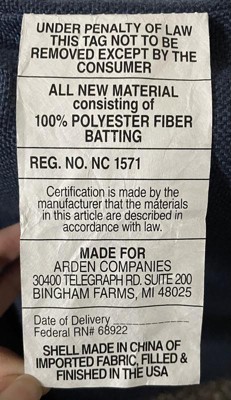 UNDER PENALTY OF LAW
THIS TAG NOT TO BE
REMOVED EXCEPT BY THE
CONSUMER
ALL NEW MATERIAL
consisting of
100% POLYESTER FIBER
BATTING
REG. NO. NC 1571
Certification is made by the
manufacturer that the materials
in this article are described in
accordance with law.
MADE FOR
ARDEN COMPANIES
30400 TELEGRAPH RD. SUITE 200
BINGHAM FARMS, MI 48025
Date of Delivery
Federal RN# 68922
SHELL MADE IN CHINA OF
IMPORTED FABRIC, FILLED &
FINISHED IN THE USA